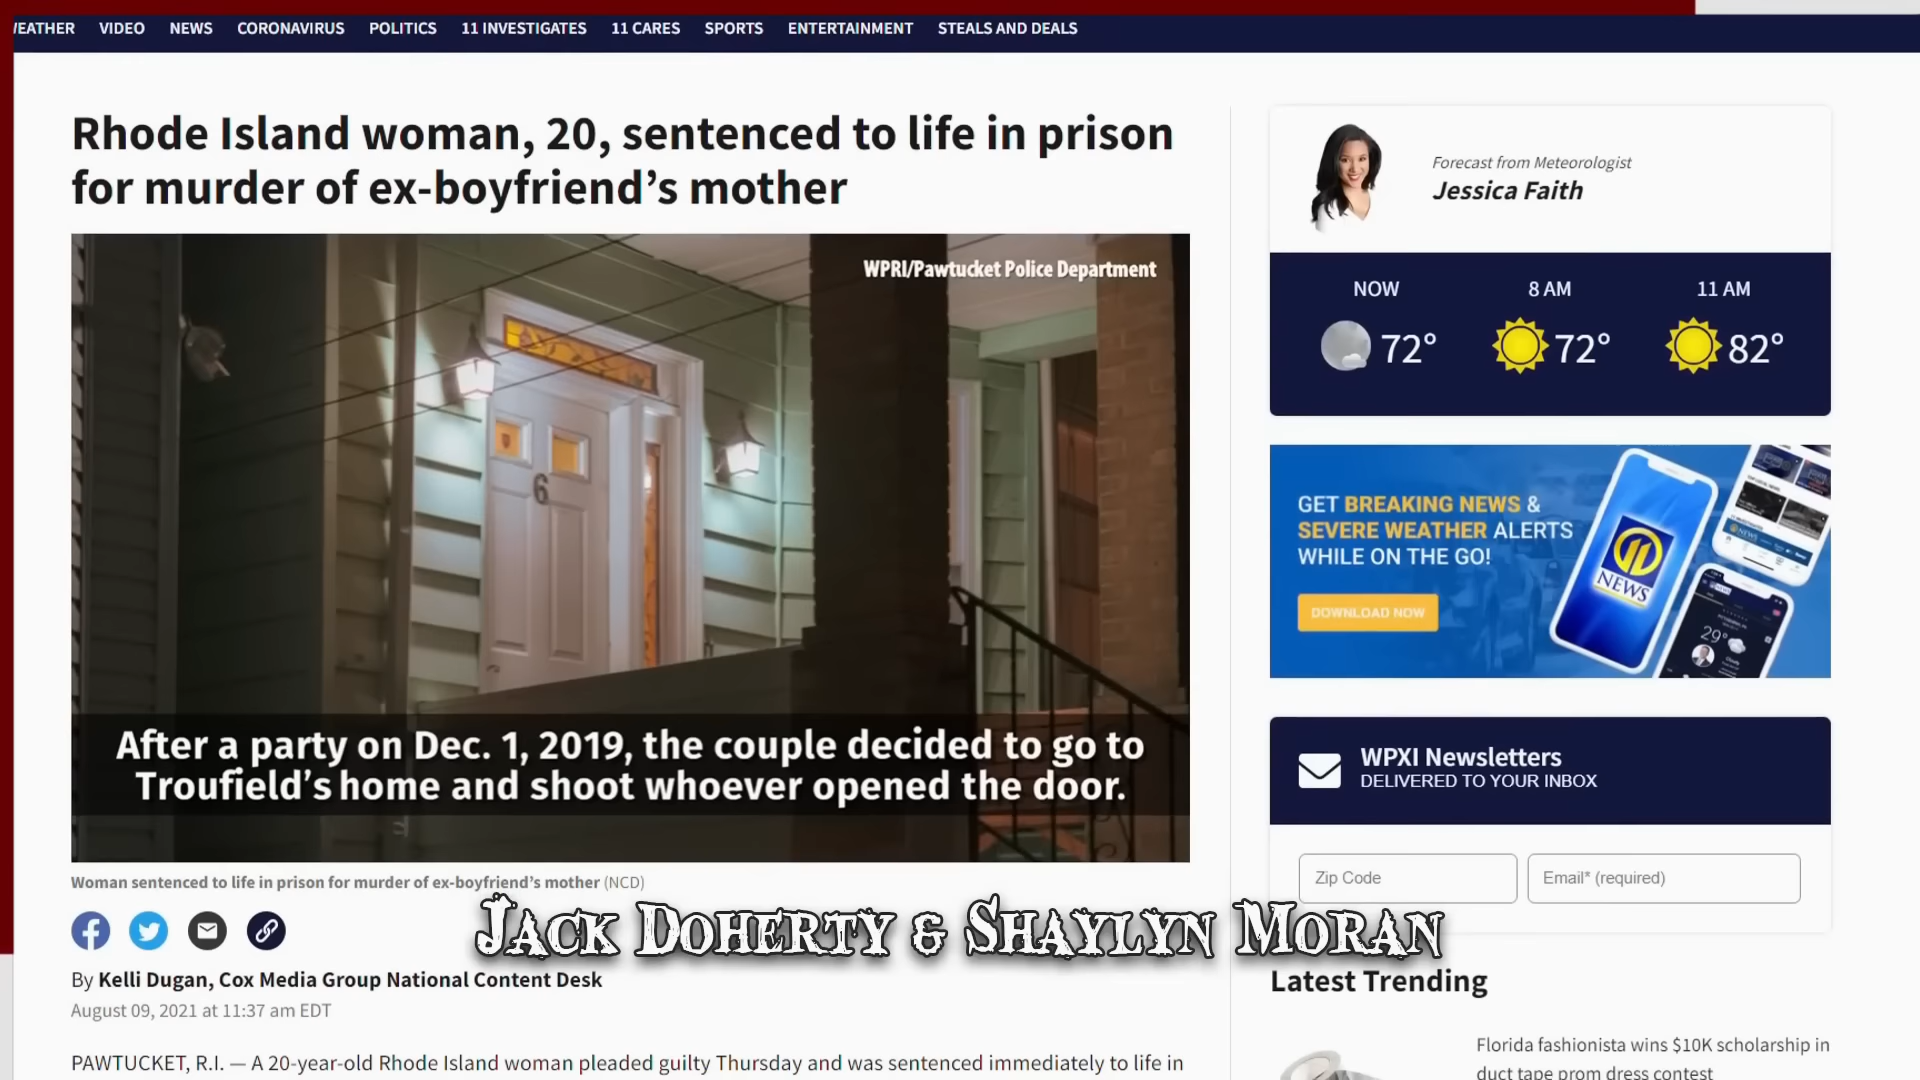 WEATHER VIDEO NEWS CORONAVIRUS POLITICS 11 INVESTIGATES 11 CARES SPORTS ENTERTAINMENT STEALS AND DEALS
Rhode Island woman, 20, sentenced to life in prison
for murder of ex-boyfriend’s mother
WPRI/Pawtucket Police Department
6
After a party on Dec. 1, 2019, the couple decided to go to
Troufield’s home and shoot whoever opened the door.
Woman sentenced to life in prison for murder of ex-boyfriend’s mother (NCD)
Jack Doherty & Shaylyn Moran
By Kelli Dugan, Cox Media Group National Content Desk
August 09, 2021 at 11:37 am EDT
PAWTUCKET, R.I. — A 20-year-old Rhode Island woman pleaded guilty Thursday and was sentenced immediately to life in
Forecast from Meteorologist
Jessica Faith
NOW 8 AM 11 AM
72° 72° 82°
GET BREAKING NEWS &
SEVERE WEATHER ALERTS
WHILE ON THE GO!
DOWNLOAD NOW
11
NEWS
29°
WPXI Newsletters
DELIVERED TO YOUR INBOX
Zip Code Email* (required)
Latest Trending
Florida fashionista wins $10K scholarship in
duct tape prom dress contest